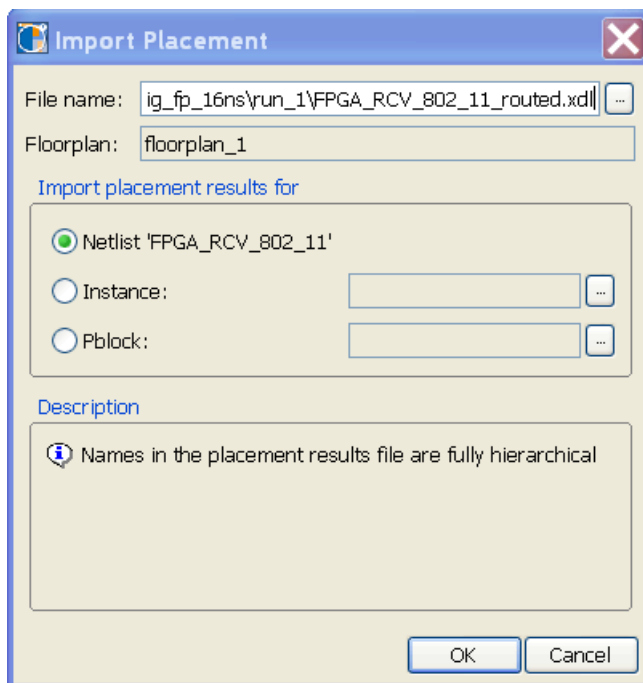 Import Placement
File name: ig_fp_16ns\run_1\FPGA_RCV_802_11_routed.xdl ...
Floorplan: floorplan_1
Import placement results for
Netlist 'FPGA_RCV_802_11'
Instance: ...
Pblock: ...
Description
Names in the placement results file are fully hierarchical
OK Cancel